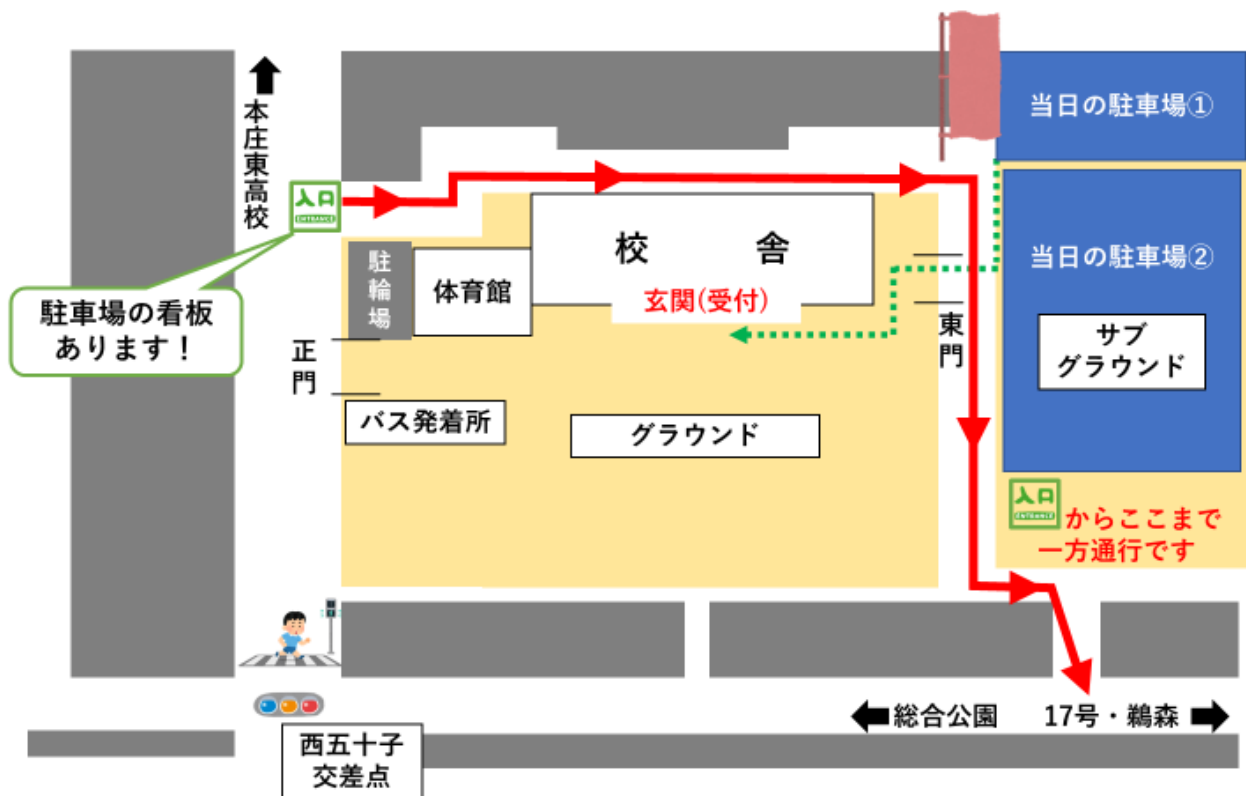 本庄東高校
入口
ENTRANCE
駐車場の看板
あります！
当日の駐車場①
当日の駐車場②
サブ
グラウンド
校舎
玄関(受付)
体育館
駐輪場
正門
東門
バス発着所
グラウンド
入口
ENTRANCE
からここまで
一方通行です
総合公園
17号・鵜森
西五十子
交差点